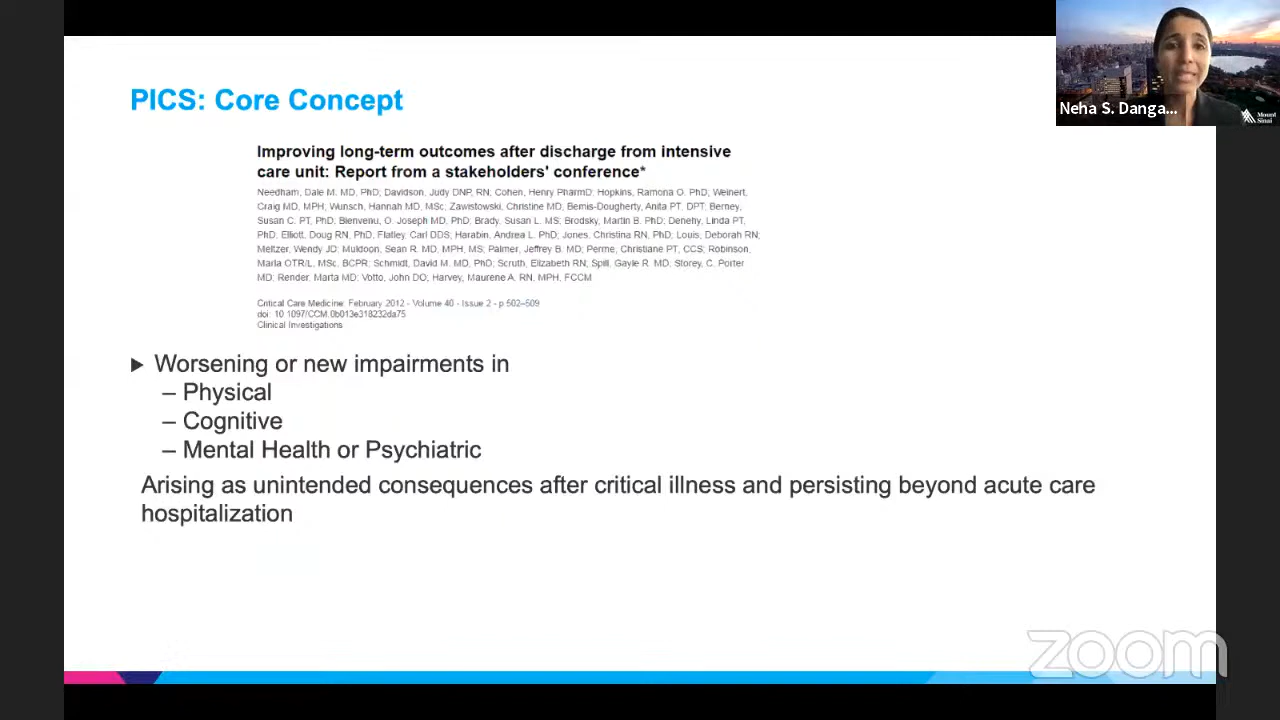 PICS: Core Concept
Neha S. Danga...
Mount
Sinai
Improving long-term outcomes after discharge from intensive
care unit: Report from a stakeholders' conference*
Needham, Dale M. MD, PhD; Davidson, Judy DNP, RN; Cohen, Henry PharmD; Hopkins, Ramona O. PhD; Weinert,
Craig MD, MPH; Wunsch, Hannah MD, MSc; Zawistowski, Christine MD; Bemis-Dougherty, Anita PT, DPT; Berney,
Susan C. PT, PhD; Bienvenu, O. Joseph MD, PhD; Brady, Susan L. MS; Brodsky, Martin B. PhD; Denehy, Linda PT,
PhD; Elliott, Doug RN, PhD; Flatley, Carl DDS; Harabin, Andrea L. PhD; Jones, Christina RN, PhD; Louis, Deborah RN;
Meltzer, Wendy JD; Muldoon, Sean R. MD, MPH, MS; Palmer, Jeffrey B. MD; Perme, Christiane PT, CCS; Robinson,
Marla OTR/L, MSc, BCPR; Schmidt, David M. MD, PhD; Scruth, Elizabeth RN; Spill, Gayle R. MD; Storey, C. Porter
MD; Render, Marta MD; Votto, John DO; Harvey, Maurene A. RN, MPH, FCCM
Critical Care Medicine: February 2012 - Volume 40 - Issue 2 - p 502–509
doi: 10.1097/CCM.0b013e318232da75
Clinical Investigations
▶ Worsening or new impairments in
– Physical
– Cognitive
– Mental Health or Psychiatric
Arising as unintended consequences after critical illness and persisting beyond acute care
hospitalization
zoom